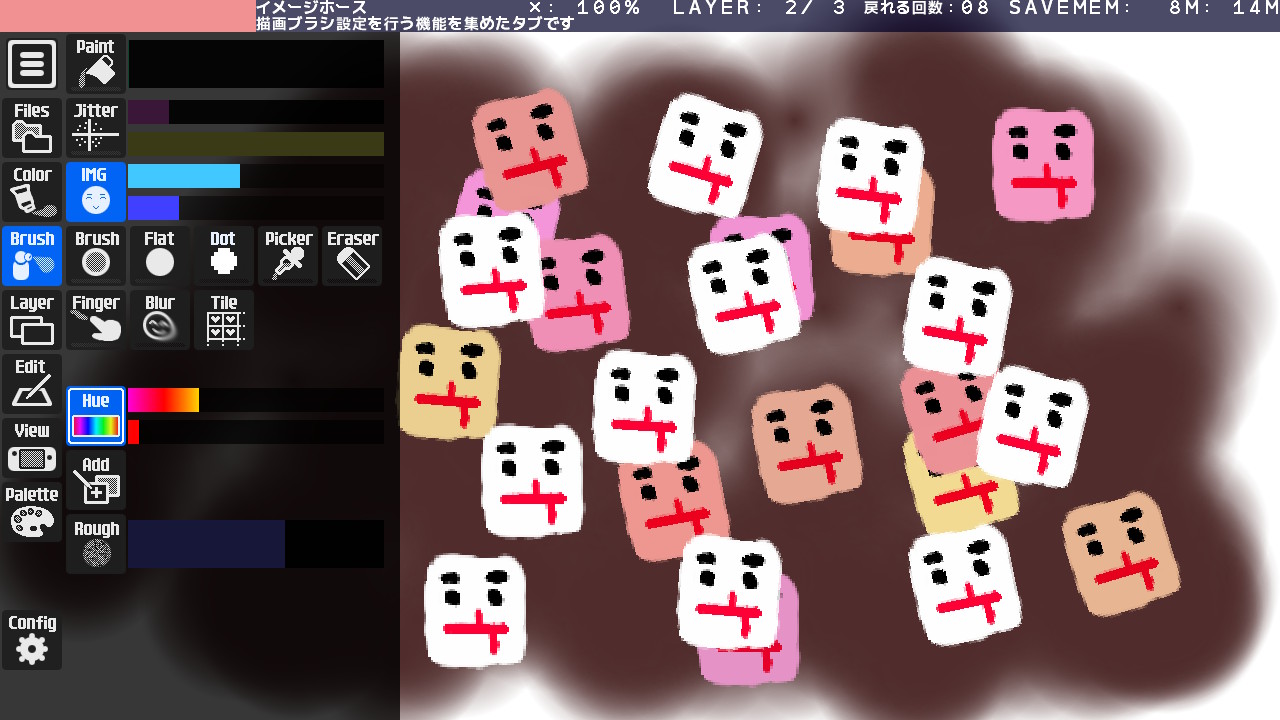 イメージホース ×: 100% LAYER: 2/ 3 戻れる回数:08 SAVEMEM: 8M: 14M
描画ブラシ設定を行う機能を集めたタブです
Paint
Files Jitter
Color IMG
Brush Brush Flat Dot Picker Eraser
Layer Finger Blur Tile
Edit
Hue
View
Add
Palette
Rough
Config